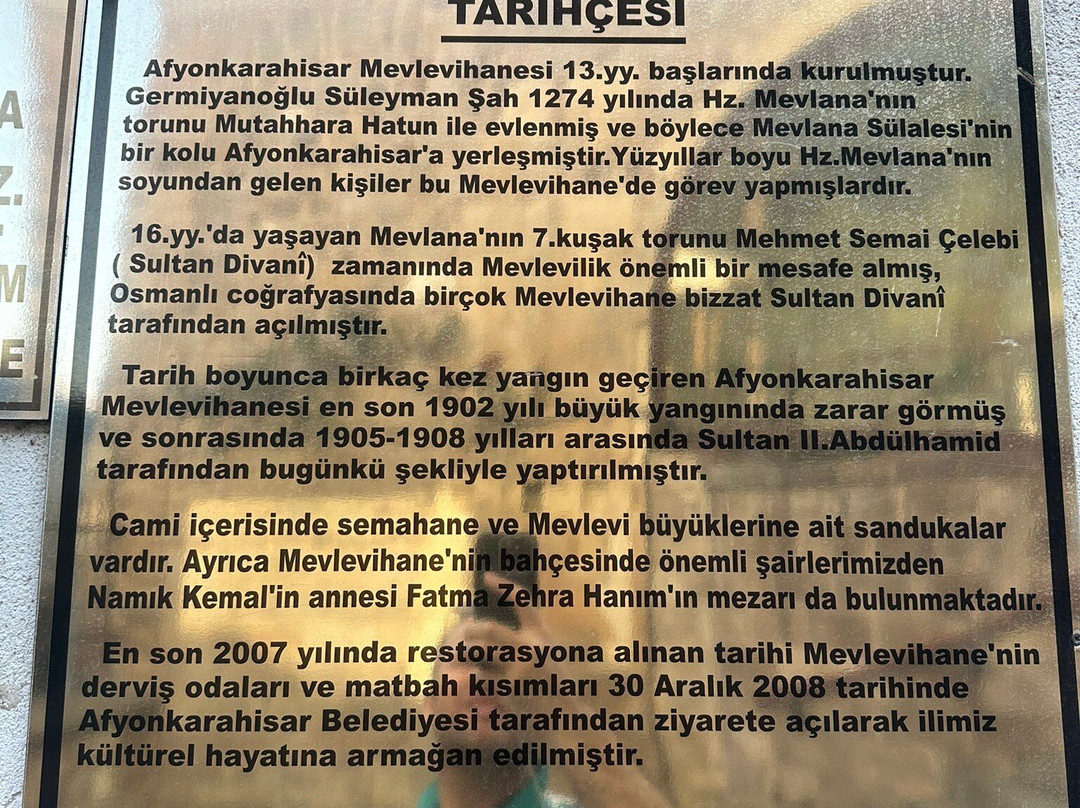 TARİHÇESİ
Afyonkarahisar Mevlevihanesi 13.yy. başlarında kurulmuştur.
Germiyanoğlu Süleyman Şah 1274 yılında Hz. Mevlana'nın
torunu Mutahhara Hatun ile evlenmiş ve böylece Mevlana Sülalesi'nin
bir kolu Afyonkarahisar'a yerleşmiştir.Yüzyıllar boyu Hz.Mevlana'nın
soyundan gelen kişiler bu Mevlevihane'de görev yapmışlardır.
16.yy.'da yaşayan Mevlana'nın 7.kuşak torunu Mehmet Semai Çelebi
( Sultan Divanî) zamanında Mevlevilik önemli bir mesafe almış,
Osmanlı coğrafyasında birçok Mevlevihane bizzat Sultan Divanî
tarafından açılmıştır.
Tarih boyunca birkaç kez yangın geçiren Afyonkarahisar
Mevlevihanesi en son 1902 yılı büyük yangınında zarar görmüş
ve sonrasında 1905-1908 yılları arasında Sultan II.Abdülhamid
tarafından bugünkü şekliyle yaptırılmıştır.
Cami içerisinde semahane ve Mevlevi büyüklerine ait sandukalar
vardır. Ayrıca Mevlevihane'nin bahçesinde önemli şairlerimizden
Namık Kemal'in annesi Fatma Zehra Hanım'ın mezarı da bulunmaktadır.
En son 2007 yılında restorasyona alınan tarihi Mevlevihane'nin
derviş odaları ve matbah kısımları 30 Aralık 2008 tarihinde
Afyonkarahisar Belediyesi tarafından ziyarete açılarak ilimiz
kültürel hayatına armağan edilmiştir.